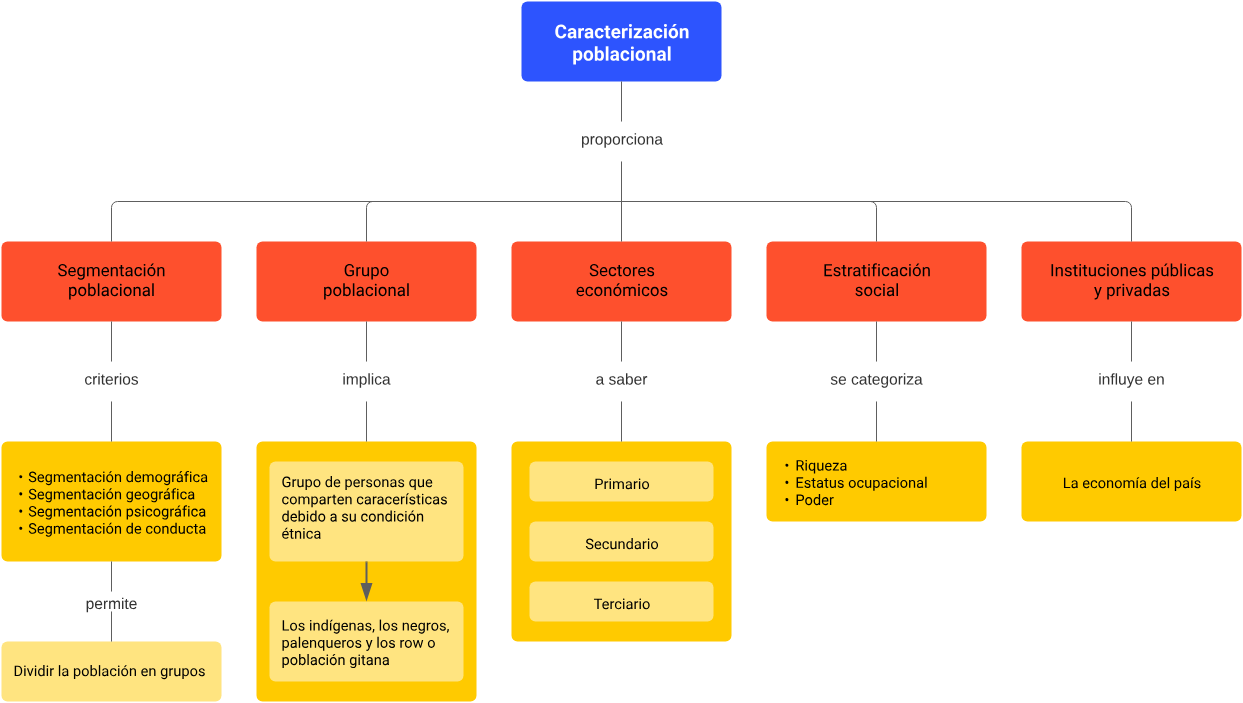 Caracterización
poblacional
proporciona
Segmentación
poblacional
Grupo
poblacional
Sectores
económicos
Estratificación
social
Instituciones públicas
y privadas
criterios
implica
a saber
se categoriza
influye en
• Segmentación demográfica
• Segmentación geográfica
• Segmentación psicográfica
• Segmentación de conducta
permite
Dividir la población en grupos
Grupo de personas que
comparten caracerísticas
debido a su condición
étnica
Los indígenas, los negros,
palenqueros y los row o
población gitana
Primario
Secundario
Terciario
• Riqueza
• Estatus ocupacional
• Poder
La economía del país